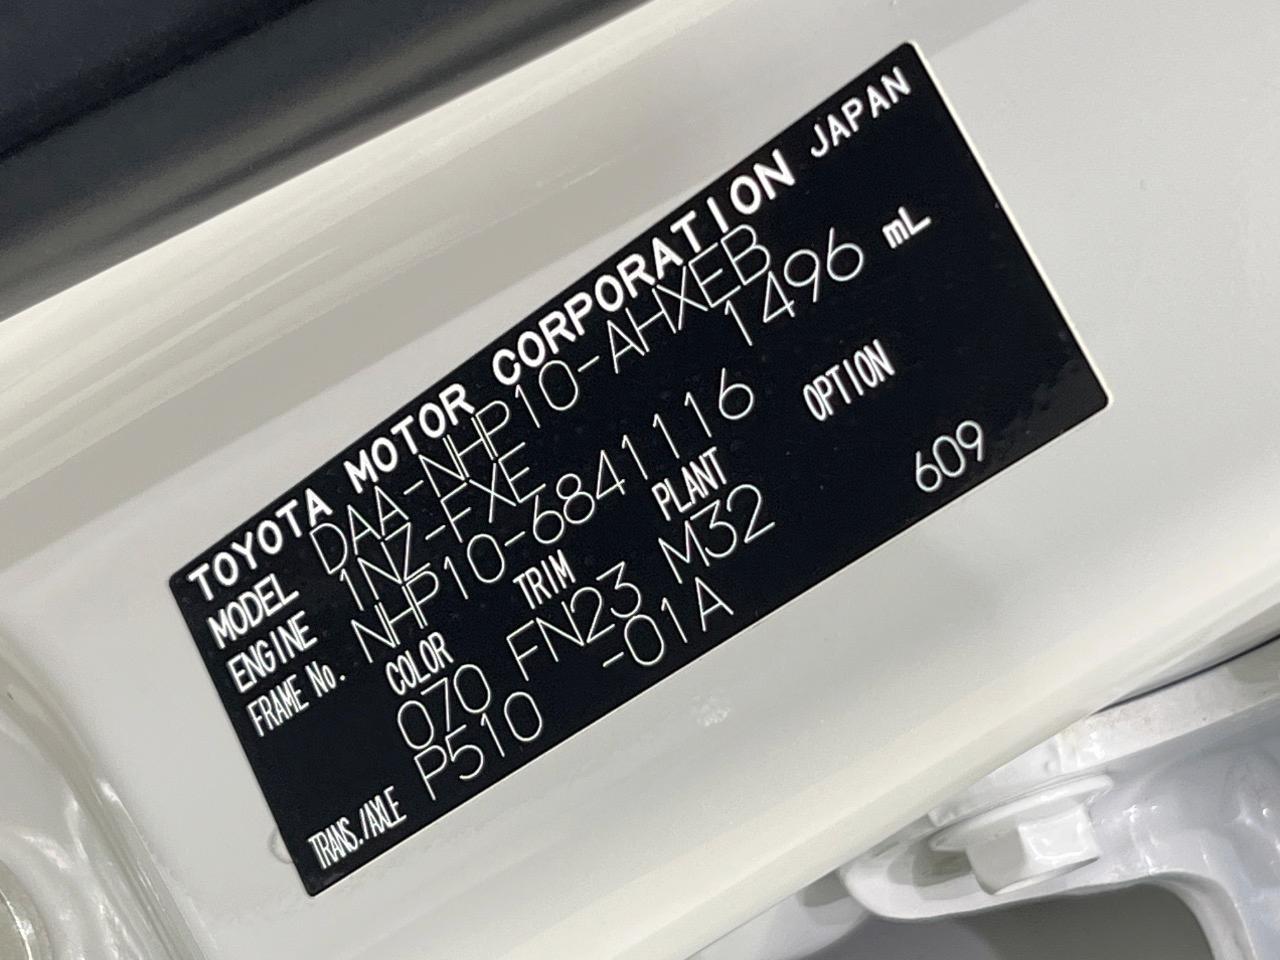 TOYOTA MOTOR CORPORATION JAPAN
MODEL DAA-NHP10-AHXEB
ENGINE 1NZ-FXE 1496 mL
FRAME No. NHP10-6841116
COLOR TRIM PLANT OPTION
070 FN23 M32 609
TRANS./AXLE P510 -01A